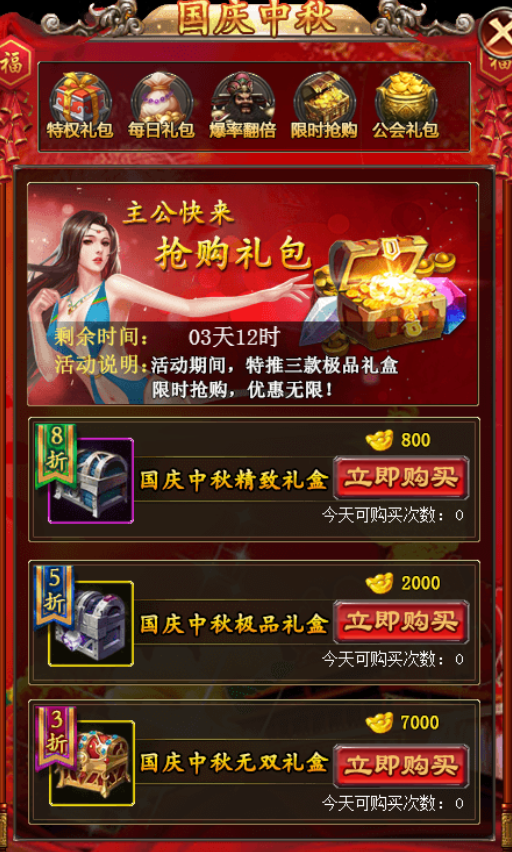 国庆中秋
福
福
特权礼包 每日礼包 爆率翻倍 限时抢购 公会礼包
主公快来
抢购礼包
剩余时间： 03天12时
活动说明:活动期间，特推三款极品礼盒
限时抢购，优惠无限！
8折
800
国庆中秋精致礼盒
立即购买
今天可购买次数：0
5折
2000
国庆中秋极品礼盒
立即购买
今天可购买次数：0
3折
7000
国庆中秋无双礼盒
立即购买
今天可购买次数：0